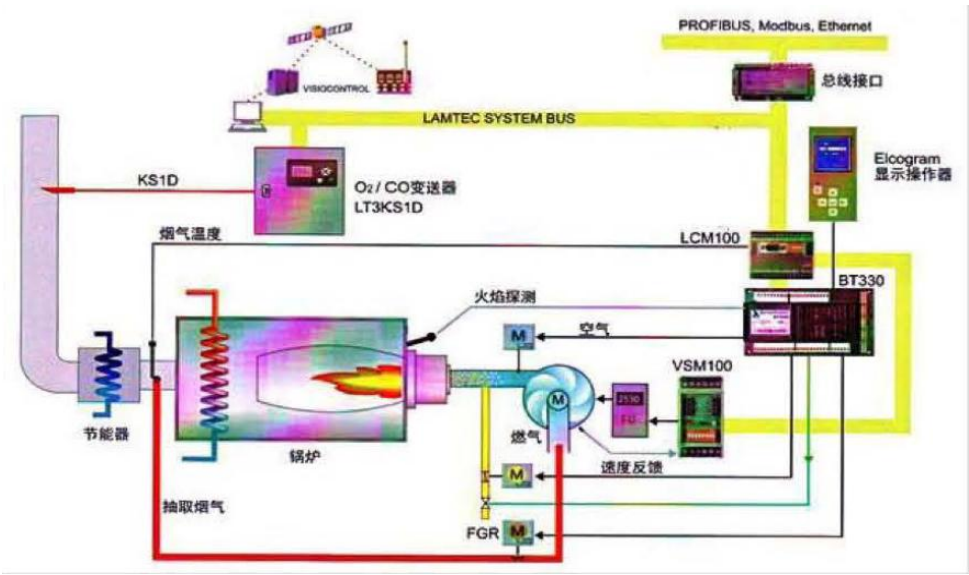 PROFIBUS, Modbus, Ethernet
总线接口
VISIOCONTROL
LAMTEC SYSTEM BUS
Elcogram
显示操作器
KS1D
O₂ / CO变送器
LT3KS1D
烟气温度
LCM100
BT330
火焰探测
空气
M
VSM100
2530
FU
M
节能器
燃气
锅炉
速度反馈
M
抽取烟气
FGR
M